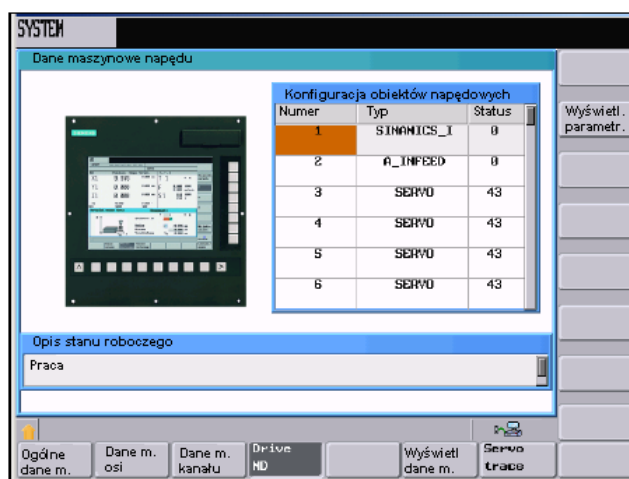 SYSTEM
Dane maszynowe napędu
Konfiguracja obiektów napędowych
Numer Typ Status
1 SINAMICS_I 0
2 A_INFEED 0
3 SERVO 43
4 SERVO 43
5 SERVO 43
6 SERVO 43
Wyświetl.
parametr.
Opis stanu roboczego
Praca
Ogólne
dane m.
Dane m.
osi
Dane m.
kanału
Drive
MD
Wyświetl
dane m.
Servo
trace